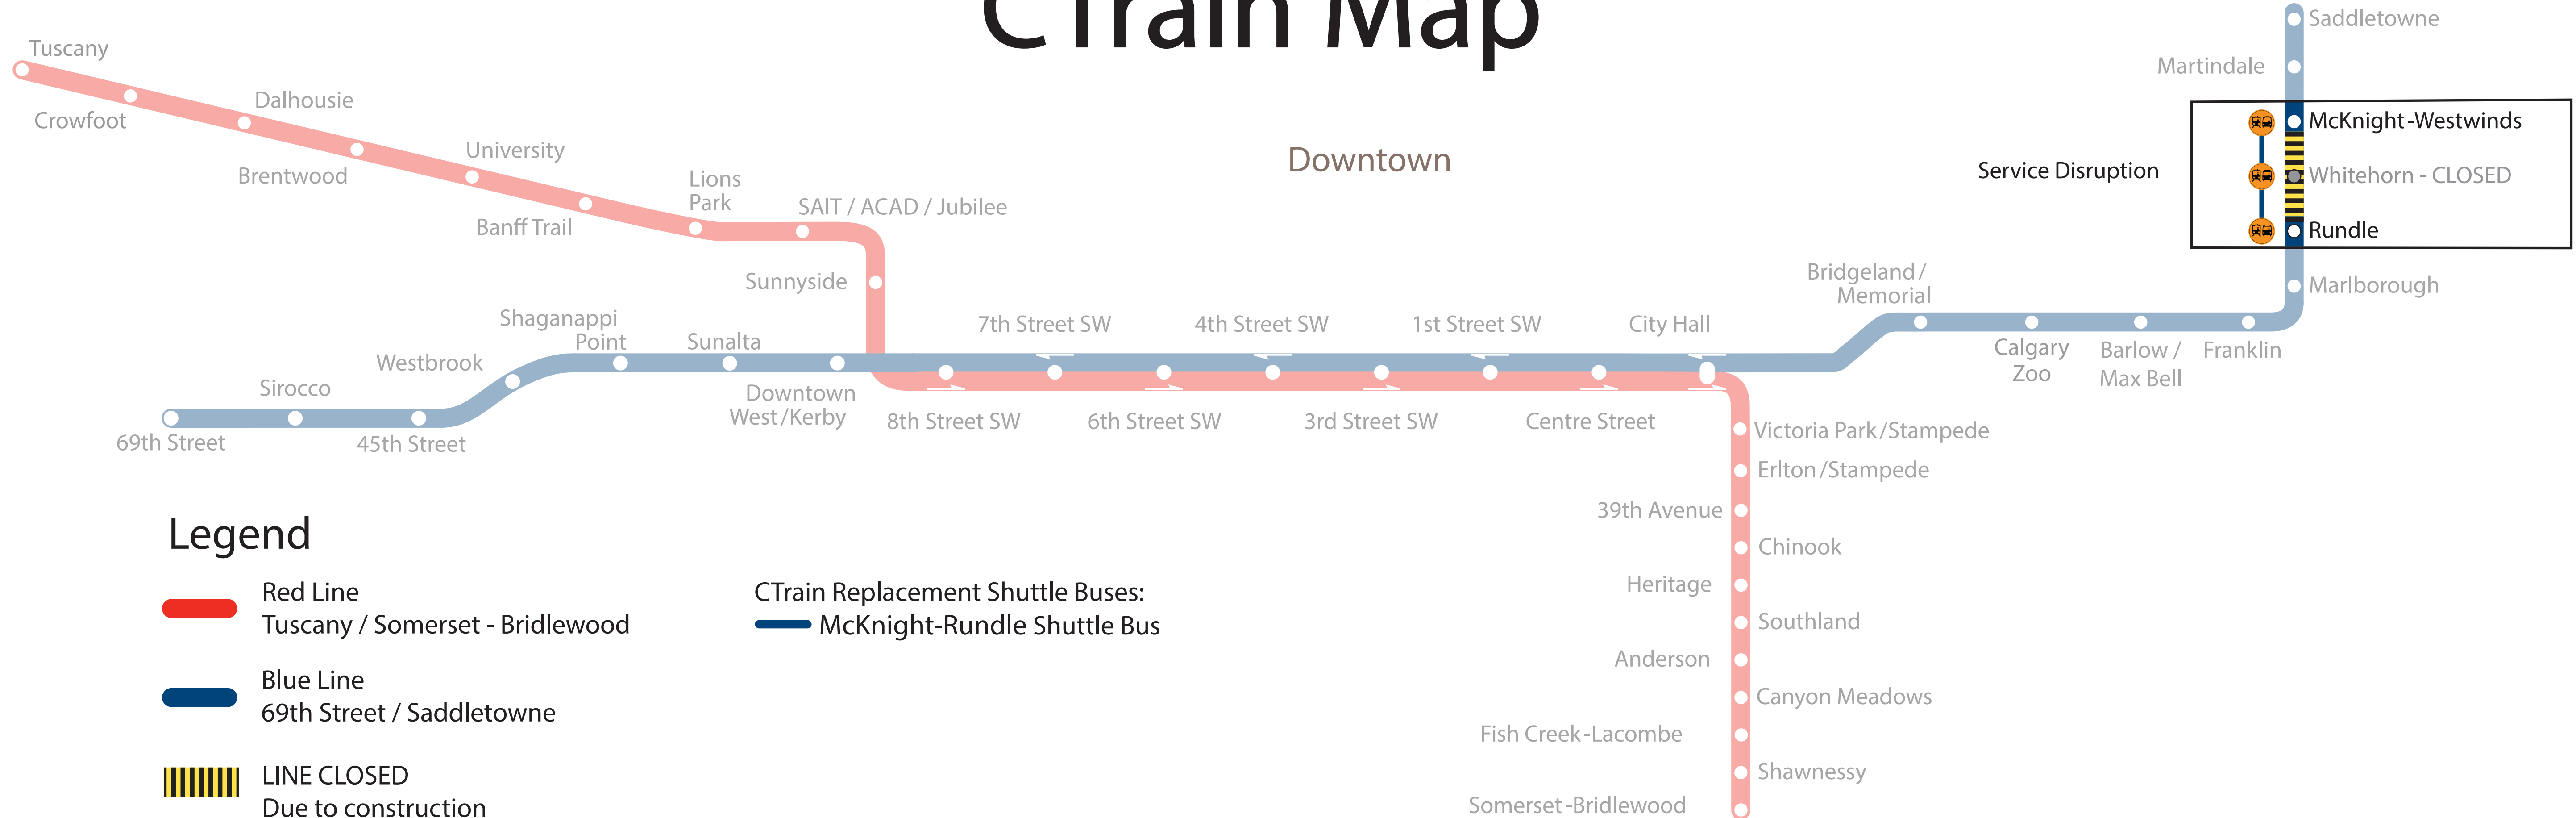 CTrain Map
Saddletowne
Martindale
McKnight-Westwinds
Whitehorn - CLOSED
Rundle
Service Disruption
Marlborough
Tuscany
Crowfoot
Dalhousie
Brentwood
University
Banff Trail
Lions
Park
SAIT / ACAD / Jubilee
Sunnyside
Downtown
Bridgeland /
Memorial
Calgary
Zoo
Barlow /
Max Bell
Franklin
7th Street SW
4th Street SW
1st Street SW
City Hall
Shaganappi
Point
Sunalta
Westbrook
Sirocco
69th Street
45th Street
Downtown
West/Kerby
8th Street SW
6th Street SW
3rd Street SW
Centre Street
Victoria Park/Stampede
Erlton/Stampede
39th Avenue
Chinook
Heritage
Southland
Anderson
Canyon Meadows
Fish Creek-Lacombe
Shawnessy
Somerset-Bridlewood
Legend
Red Line
Tuscany / Somerset - Bridlewood
Blue Line
69th Street / Saddletowne
LINE CLOSED
Due to construction
CTrain Replacement Shuttle Buses:
McKnight-Rundle Shuttle Bus